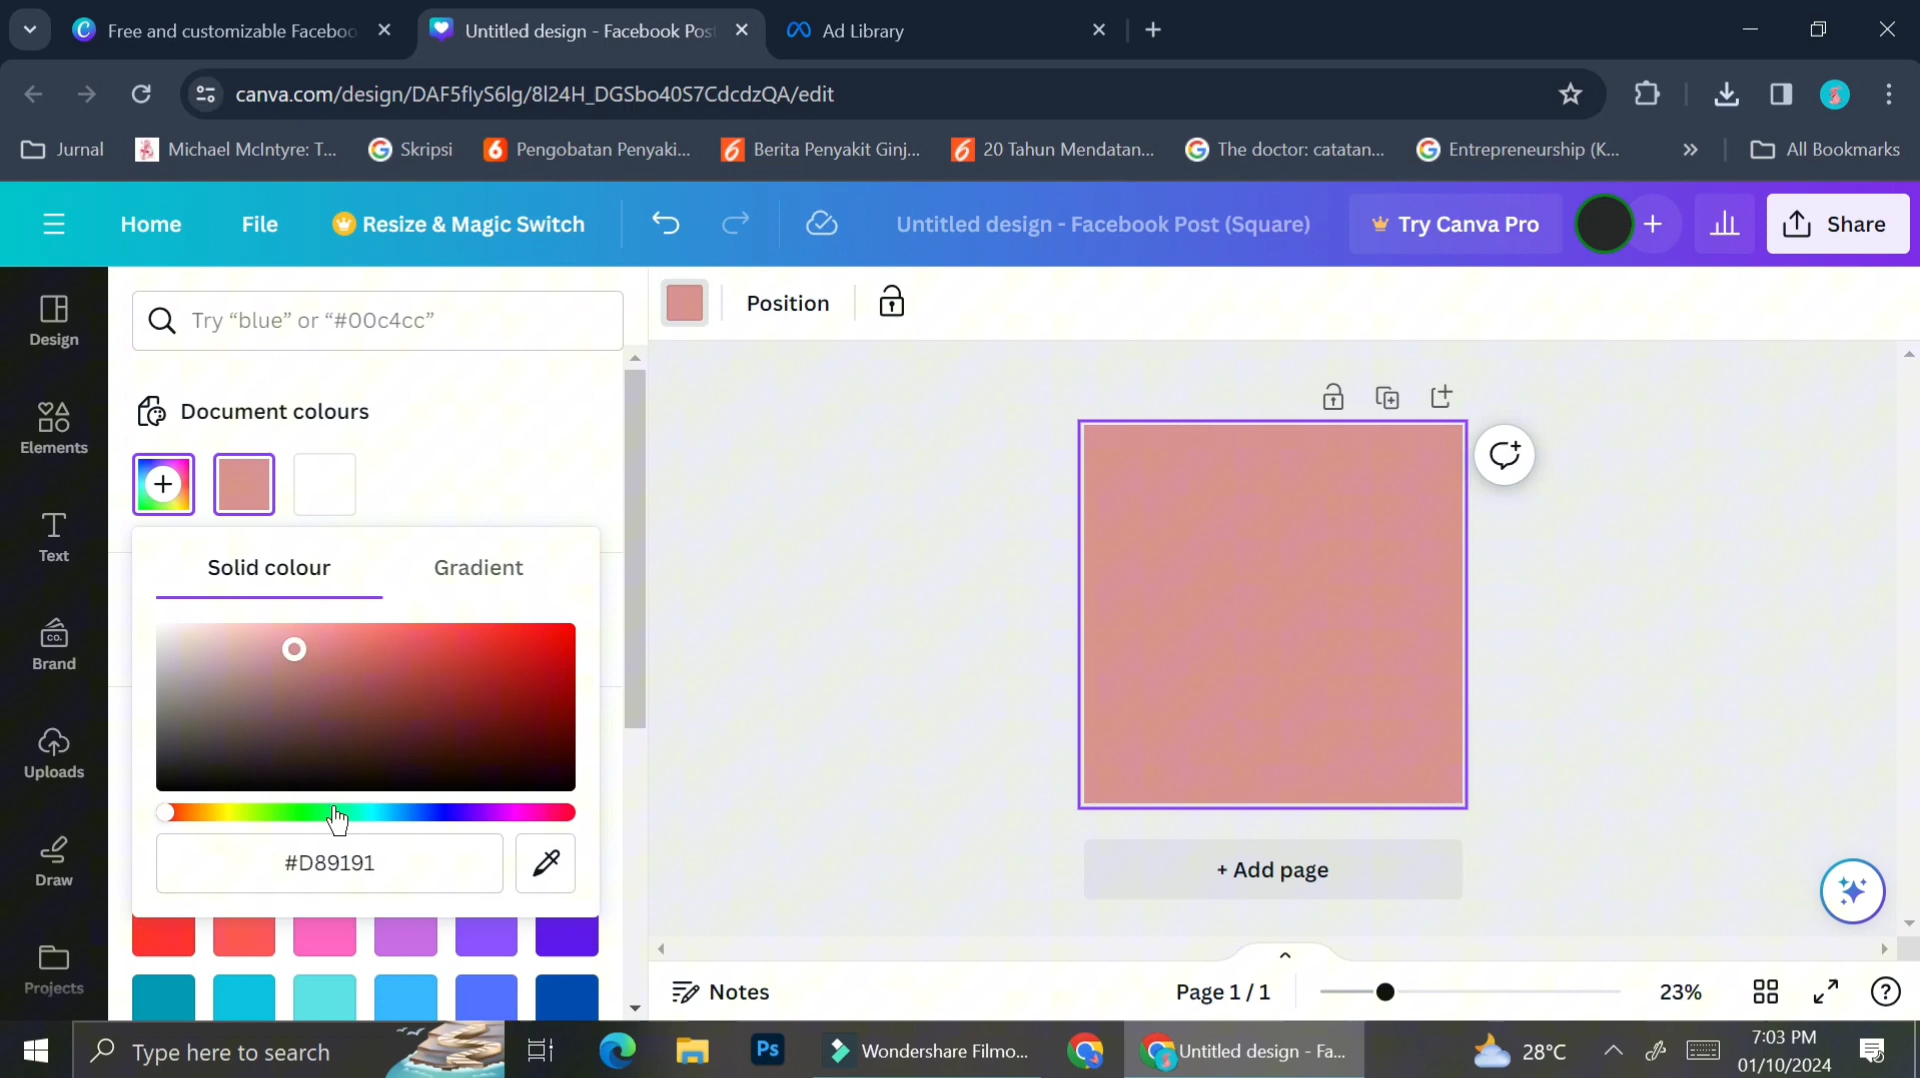 Free and customizable Faceboo
Untitled design - Facebook Post
Ad Library
canva.com/design/DAF5flyS6lg/8l24H_DGSbo40S7CdcdzQA/edit
Jurnal
Michael McIntyre: T...
Skripsi
Pengobatan Penyaki...
Berita Penyakit Ginj...
20 Tahun Mendatan...
The doctor: catatan...
Entrepreneurship (K...
All Bookmarks
Home
File
Resize & Magic Switch
Untitled design - Facebook Post (Square)
Try Canva Pro
Share
Design
Elements
Text
Brand
Uploads
Draw
Projects
Try “blue” or “#00c4cc”
Document colours
Solid colour
Gradient
#D89191
Position
+ Add page
Notes
Page 1 / 1
23%
Type here to search
Ps
Wondershare Filmo...
Untitled design - Fa...
28°C
7:03 PM
01/10/2024